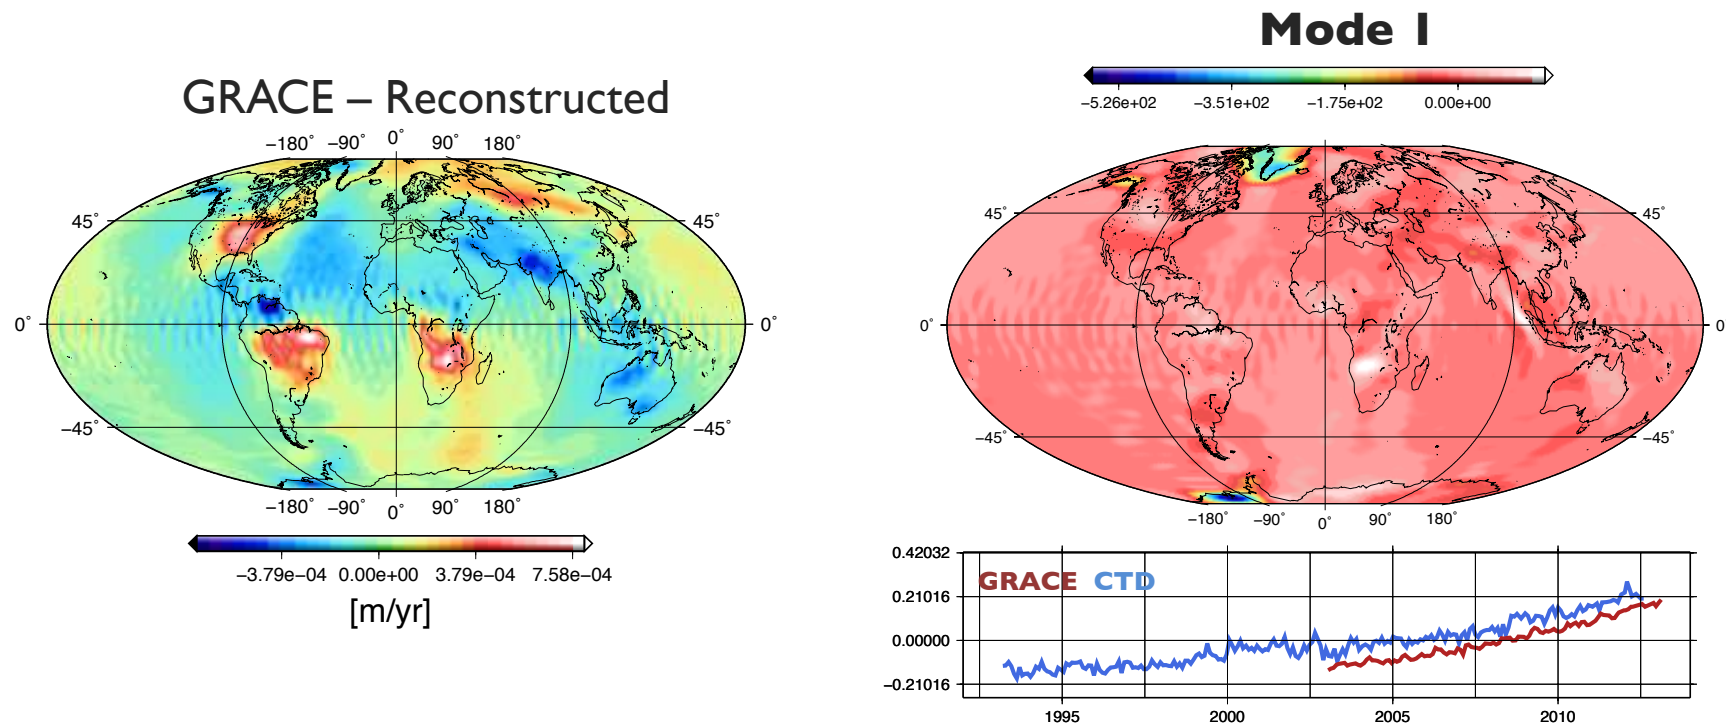 Mode 1
−5.26e+02 −3.51e+02 −1.75e+02 0.00e+00
GRACE – Reconstructed
−180° −90° 0° 90° 180°
45° 45°
0° 0°
−45° −45°
−180° −90° 0° 90° 180°
−3.79e−04 0.00e+00 3.79e−04 7.58e−04
[m/yr]
45° 45°
0° 0
−45° −45°
−180° −90° 0° 90° 180°
0.42032
GRACE CTD
0.21016
0.00000
−0.21016
1995 2000 2005 2010